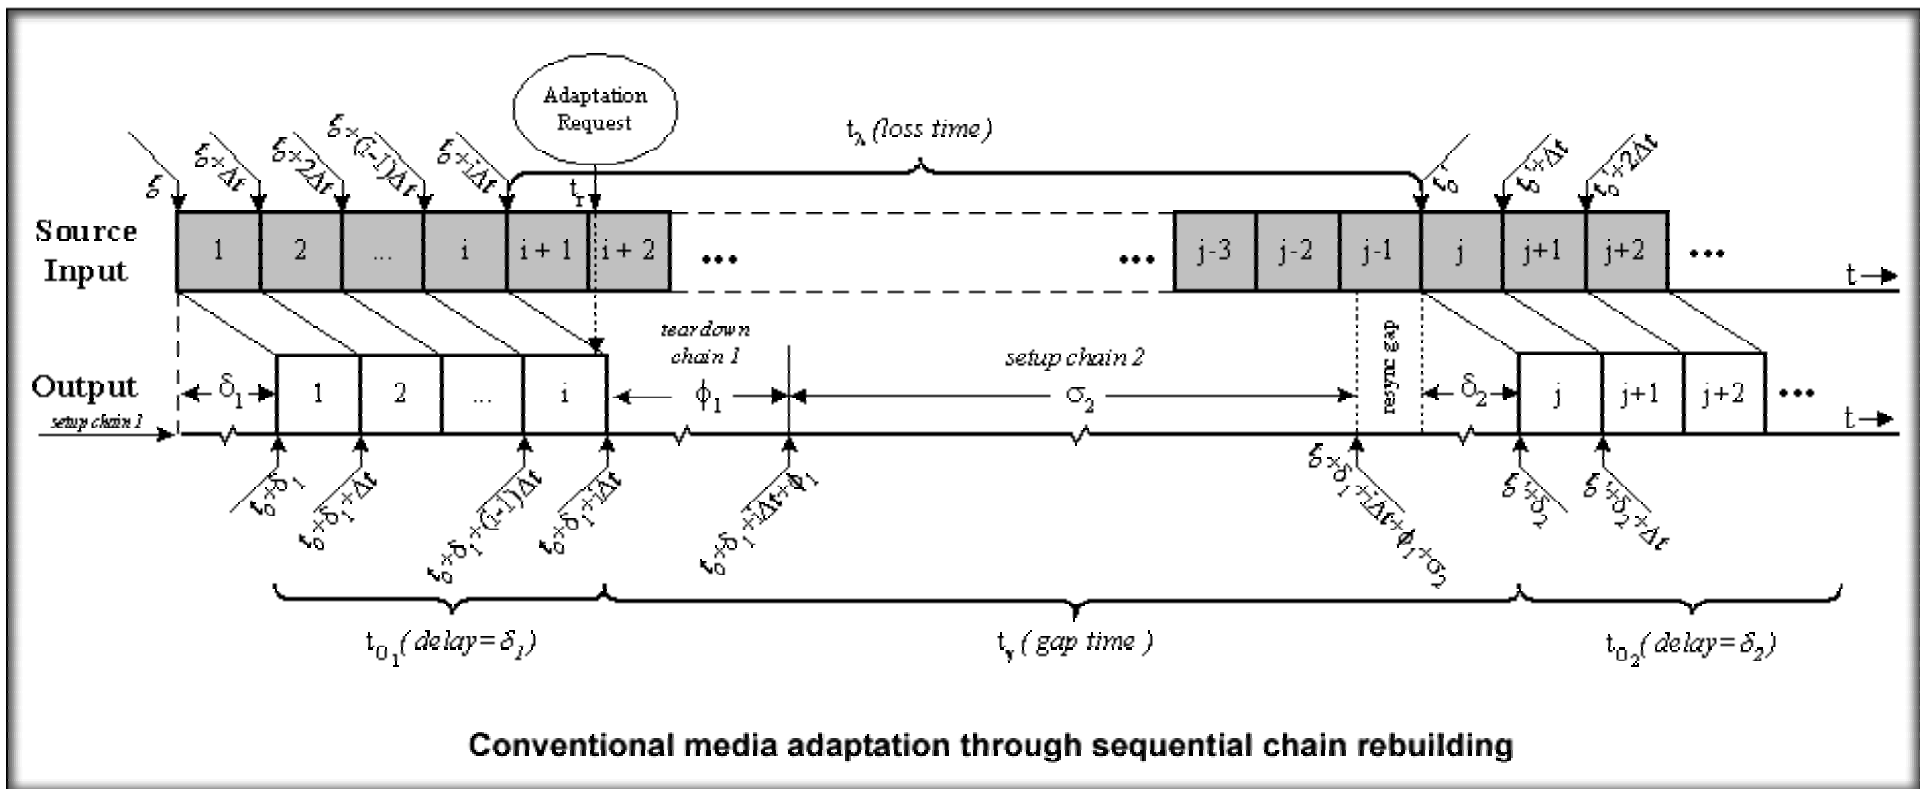 Adaptation
Request
t₀
t₀+Δt
t₀+2Δt
t₀+(i-1)Δt
t₀+iΔt
tᵣ
t_λ (loss time)
t₀'
t₀'+Δt
t₀'+2Δt
Source
Input
1 2 ... i i + 1 i + 2 ... ... j-3 j-2 j-1 j j+1 j+2 ...
t
teardown
chain 1
setup chain 2
resync gap
Output
setup chain 1
δ₁ 1 2 ... i ϕ₁ σ₂ δ₂ j j+1 j+2 ...
t
t₀+δ₁
t₀+δ₁+Δt
t₀+δ₁+(i-1)Δt
t₀+δ₁+iΔt
t₀+δ₁+iΔt+ϕ₁
t₀+δ₁+iΔt+ϕ₁+σ₂
t₀'+δ₂
t₀'+δ₂+Δt
t₀₁ (delay=δ₁)
t_γ (gap time)
t₀₂ (delay=δ₂)
Conventional media adaptation through sequential chain rebuilding